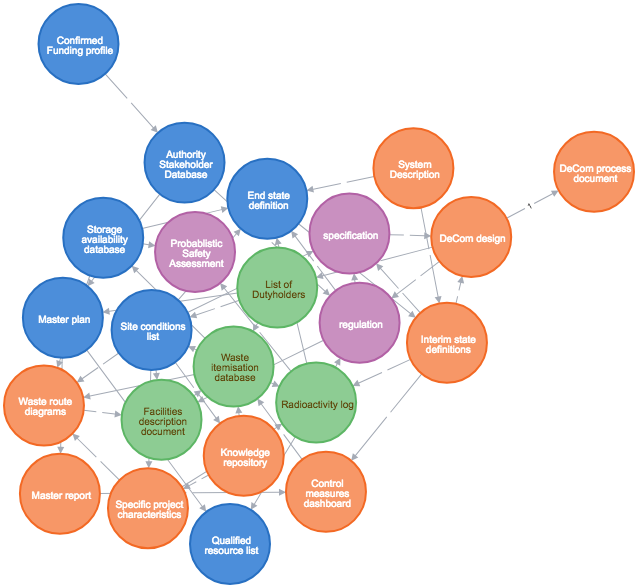 Confirmed
Funding profile
Authority
Stakeholder
Database
System
Description
DeCom process
document
End state
definition
Storage
availability
database
Probablistic
Safety
Assessment
specification
DeCom design
List of
Dutyholders
Master plan
Site conditions
list
regulation
Interim state
definitions
Waste
itemisation
database
Waste route
diagrams
Facilities
description
document
Radioactivity log
Knowledge
repository
Master report
Specific project
characteristics
Control
measures
dashboard
Qualified
resource list